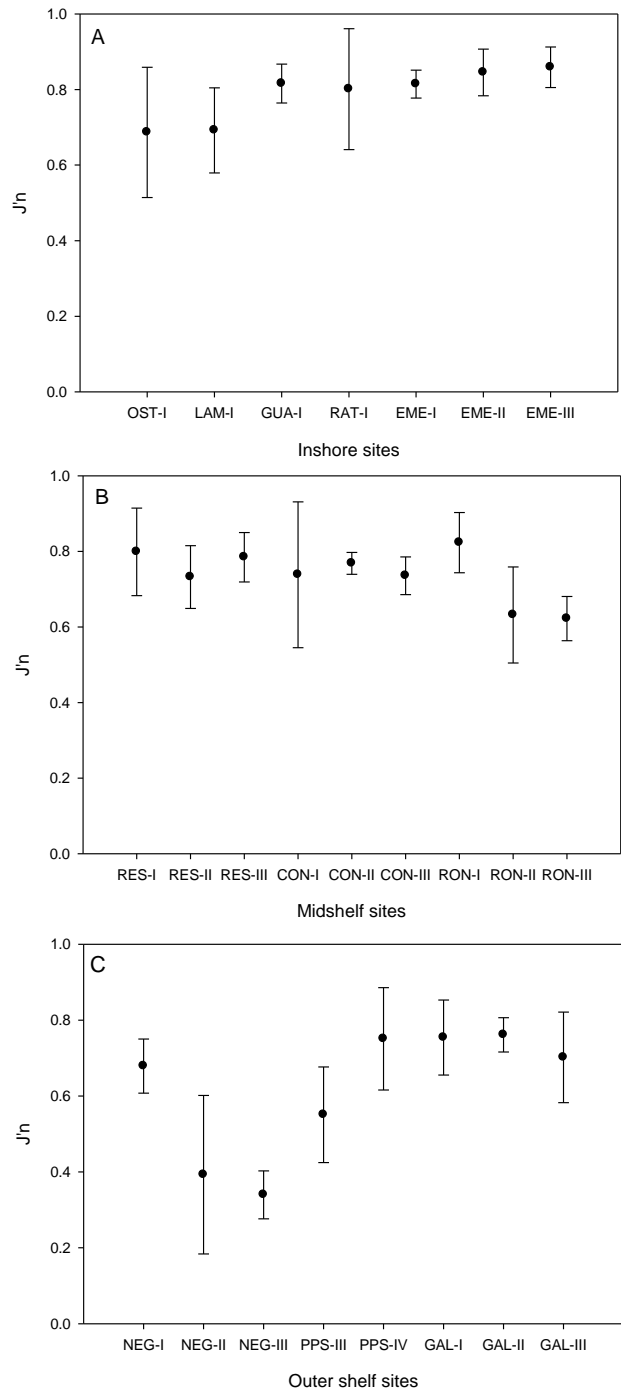 A
1.0
0.8
0.6
0.4
0.2
0.0
J'n
OST-I LAM-I GUA-I RAT-I EME-I EME-II EME-III
Inshore sites
B
1.0
0.8
0.6
0.4
0.2
0.0
J'n
RES-I RES-II RES-III CON-I CON-II CON-III RON-I RON-II RON-III
Midshelf sites
C
1.0
0.8
0.6
0.4
0.2
0.0
J'n
NEG-I NEG-II NEG-III PPS-III PPS-IV GAL-I GAL-II GAL-III
Outer shelf sites